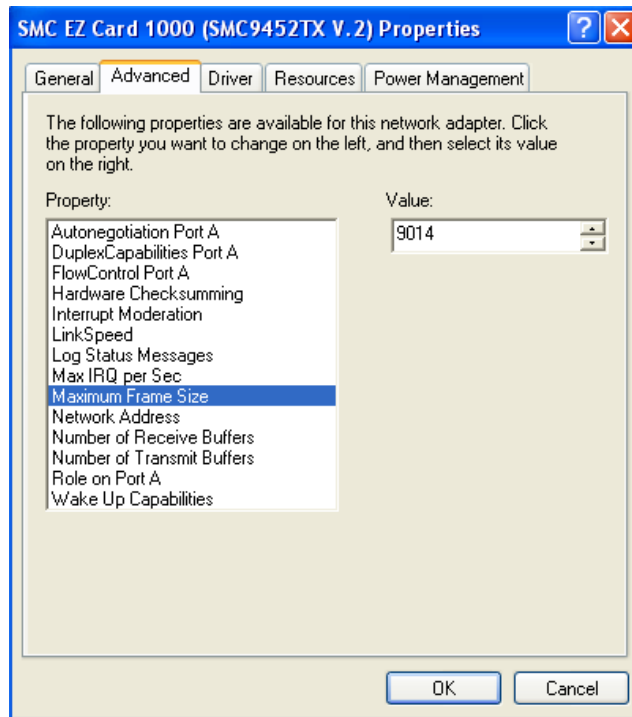 SMC EZ Card 1000 (SMC9452TX V.2) Properties
General Advanced Driver Resources Power Management
The following properties are available for this network adapter. Click
the property you want to change on the left, and then select its value
on the right.
Property:
Value:
Autonegotiation Port A
9014
DuplexCapabilities Port A
FlowControl Port A
Hardware Checksumming
Interrupt Moderation
LinkSpeed
Log Status Messages
Max IRQ per Sec
Maximum Frame Size
Network Address
Number of Receive Buffers
Number of Transmit Buffers
Role on Port A
Wake Up Capabilities
OK
Cancel